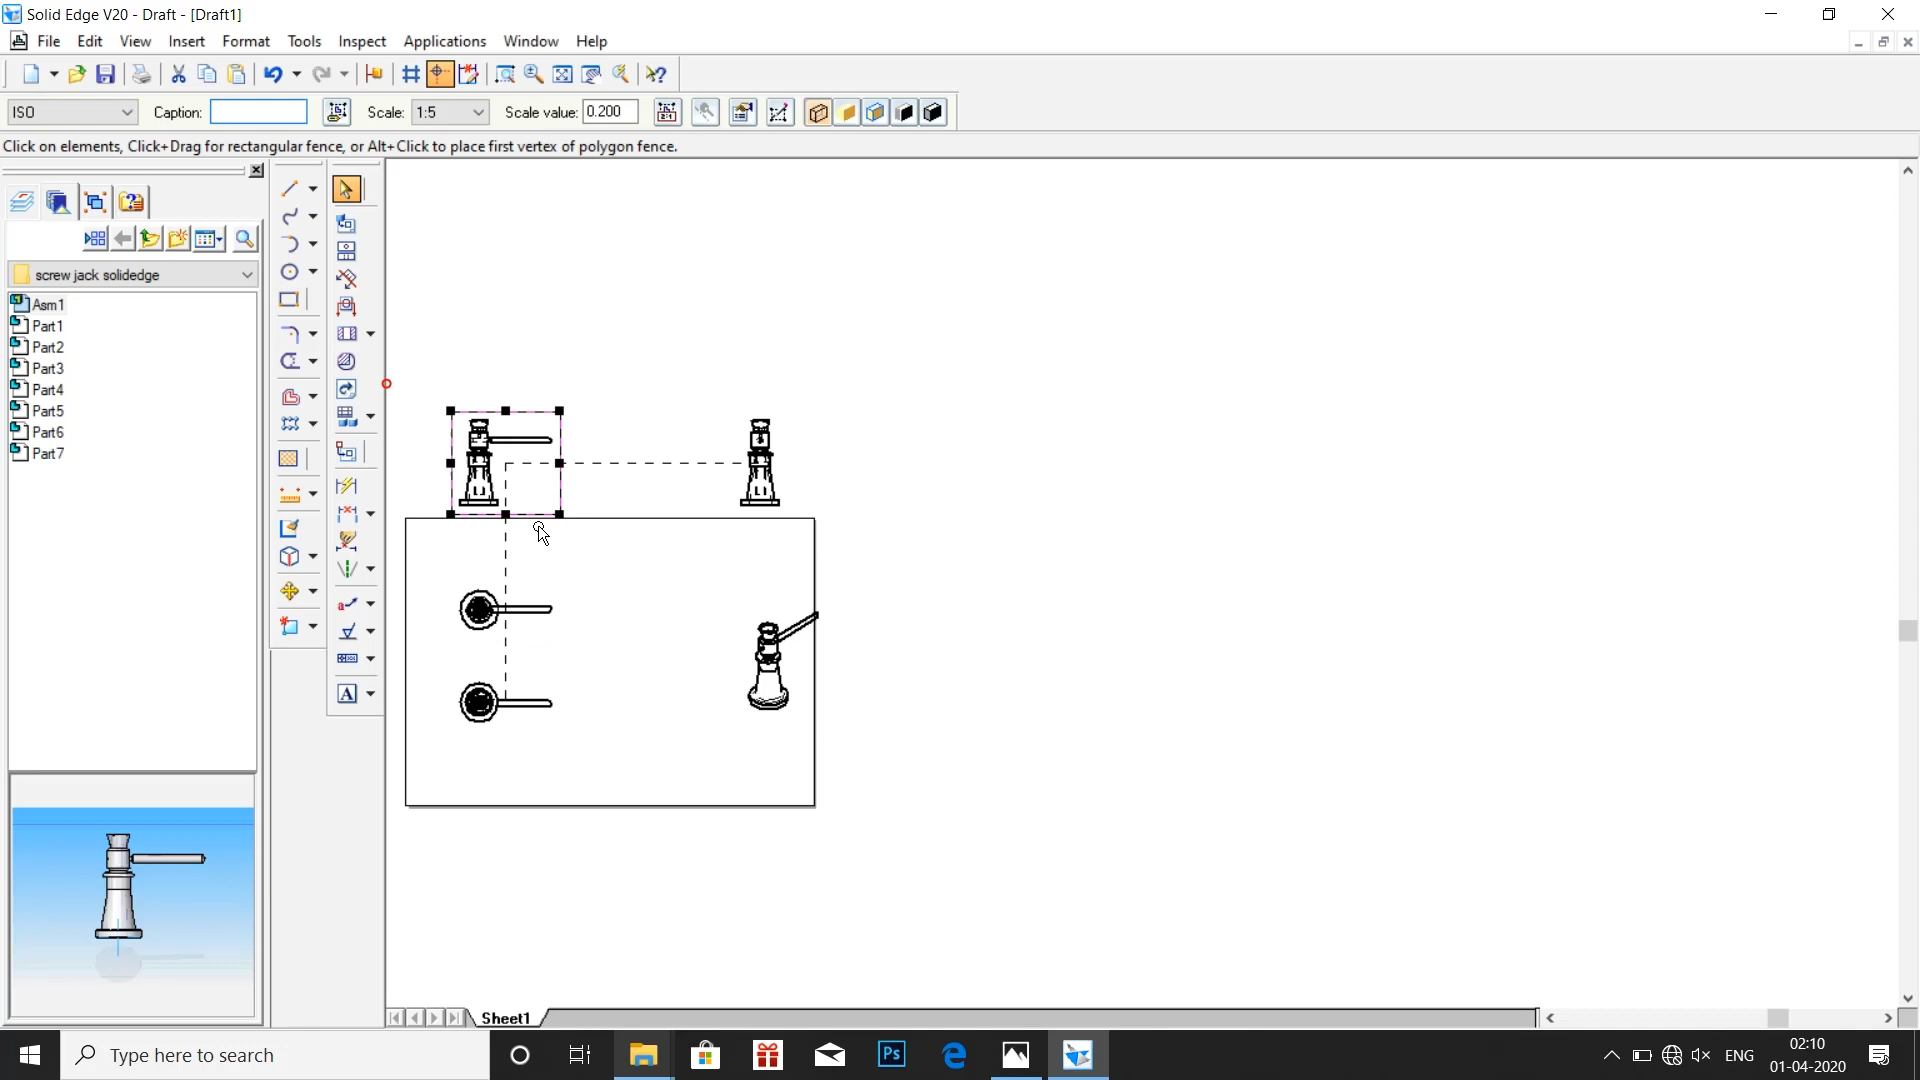 Solid Edge V20 - Draft - [Draft1]
File Edit View Insert Format Tools Inspect Applications Window Help
ISO Caption: Scale: 1:5 Scale value: 0.200
Click on elements, Click+Drag for rectangular fence, or Alt+Click to place first vertex of polygon fence.
screw jack solidedge
Asm1
Part1
Part2
Part3
Part4
Part5
Part6
Part7
Sheet1
Type here to search
Ps
ENG
02:10
01-04-2020